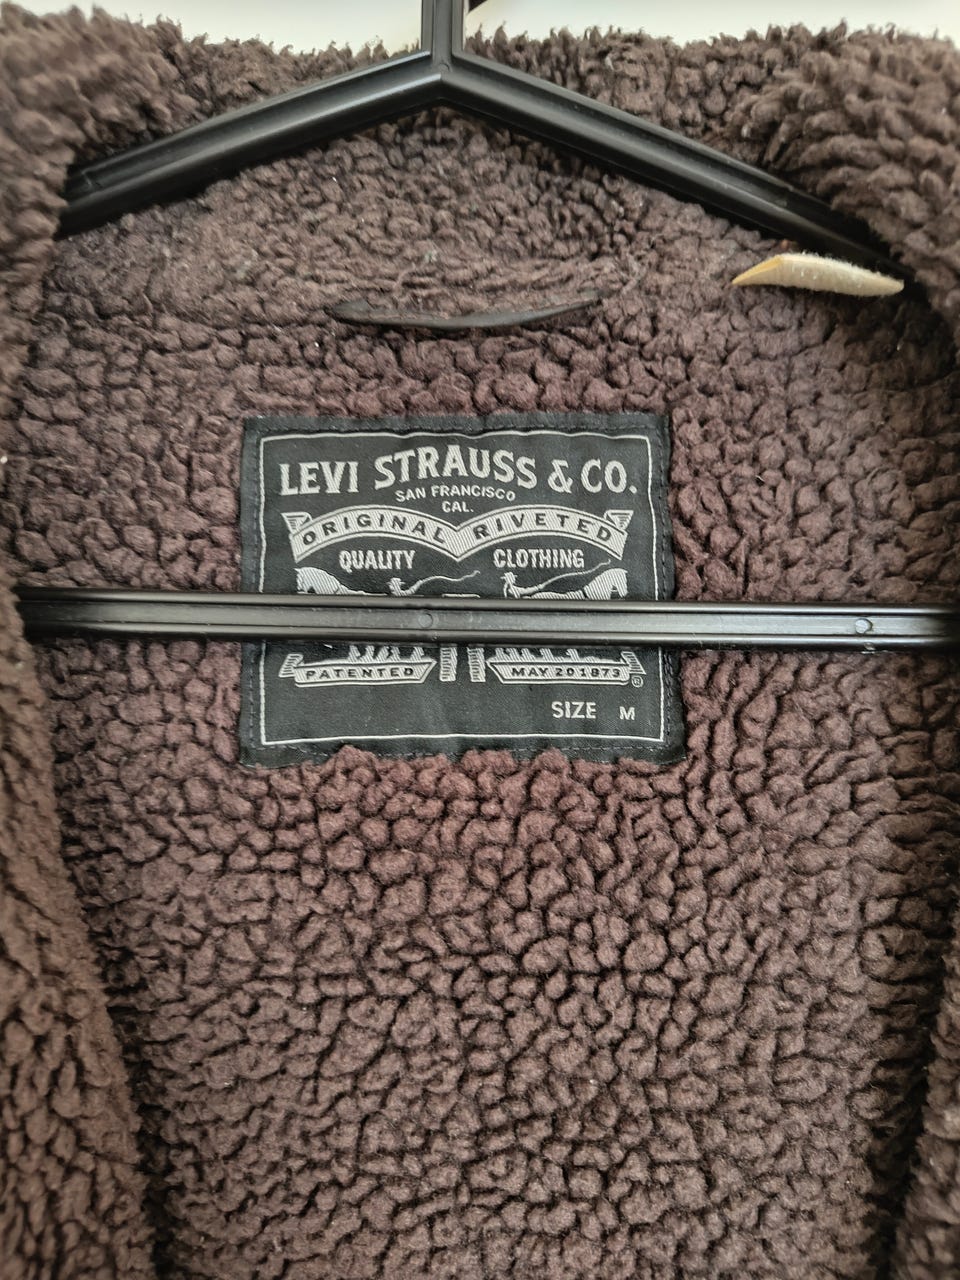 LEVI STRAUSS & CO.
SAN FRANCISCO
CAL.
ORIGINAL RIVETED
QUALITY CLOTHING
PATENTED MAY 20 1873
SIZE M